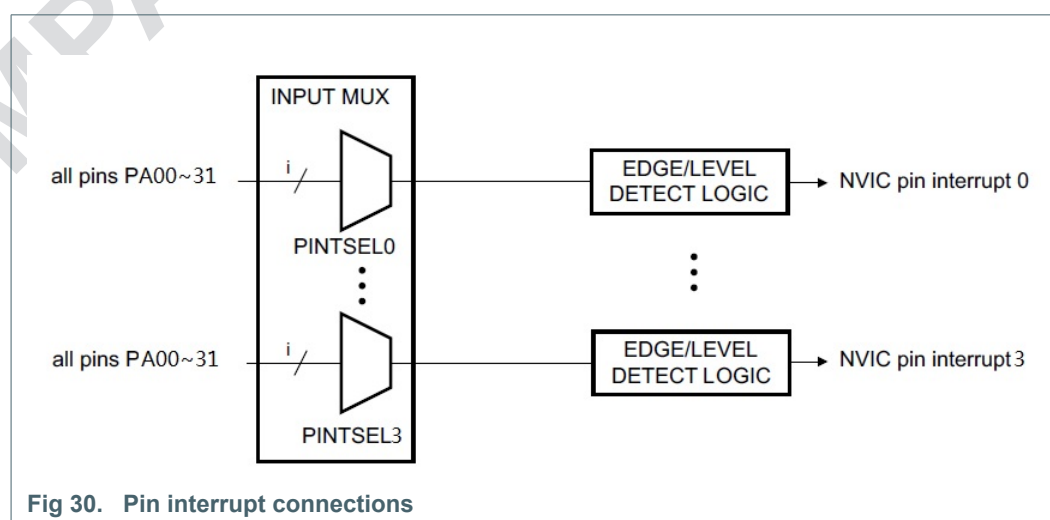 INPUT MUX
all pins PA00~31
i
PINTSEL0
EDGE/LEVEL
DETECT LOGIC
NVIC pin interrupt 0
all pins PA00~31
i
PINTSEL3
EDGE/LEVEL
DETECT LOGIC
NVIC pin interrupt 3
Fig 30. Pin interrupt connections